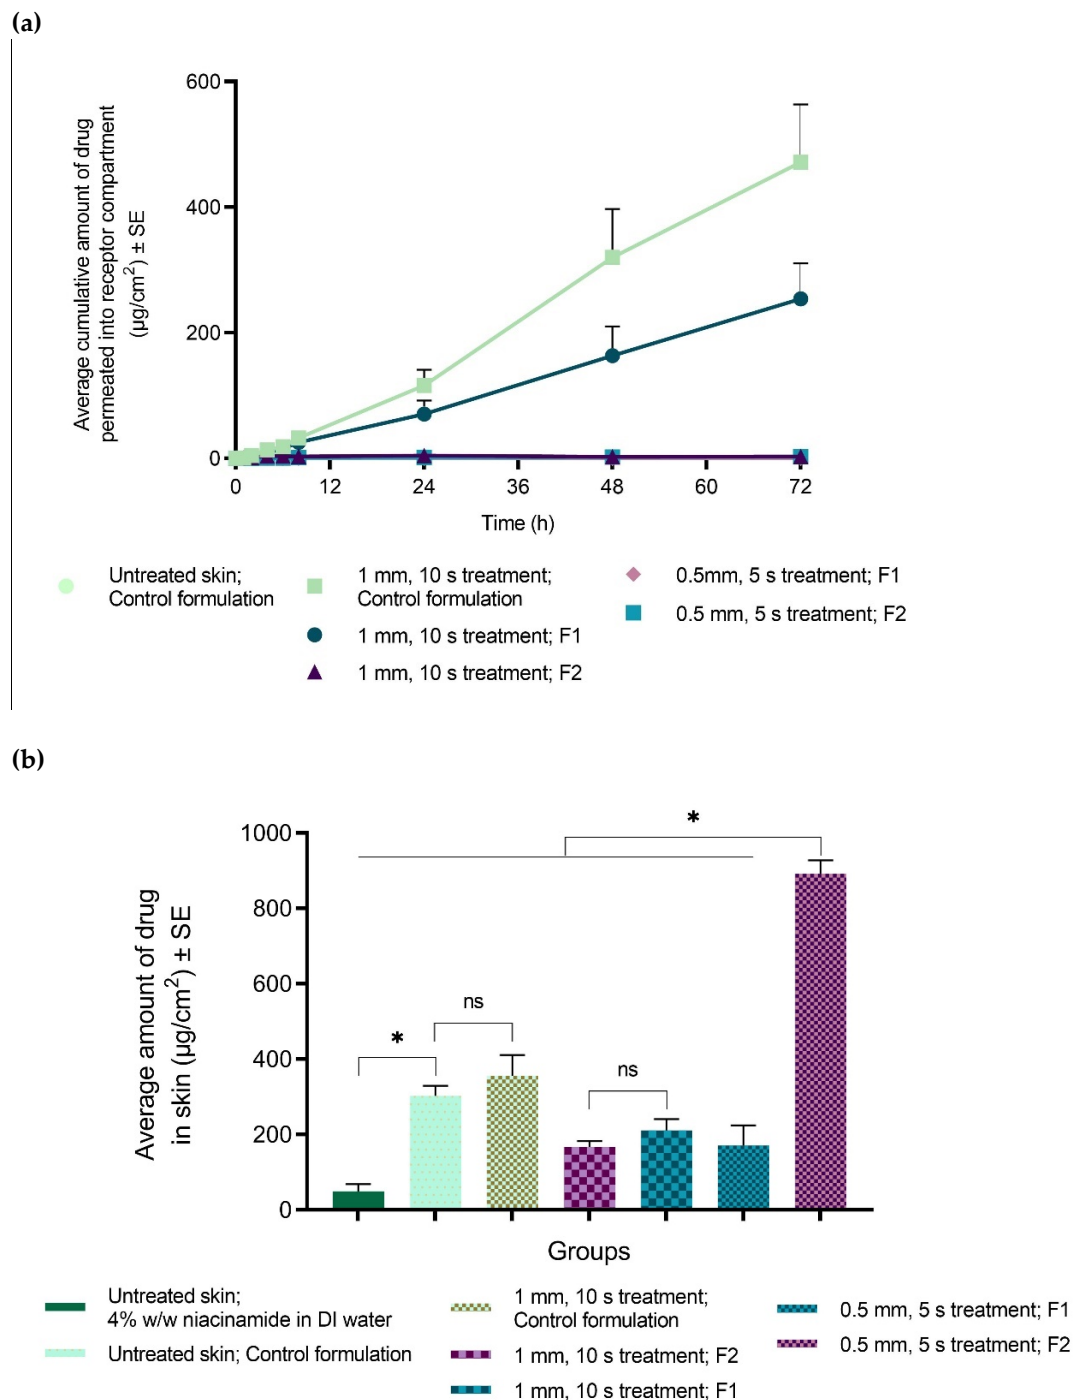 (a)
600
400
200
0
Average cumulative amount of drug
permeated into receptor compartment
(µg/cm²) ± SE
0 12 24 36 48 60 72
Time (h)
Untreated skin;
Control formulation
1 mm, 10 s treatment;
Control formulation
1 mm, 10 s treatment; F1
1 mm, 10 s treatment; F2
0.5mm, 5 s treatment; F1
0.5 mm, 5 s treatment; F2
(b)
1000
800
600
400
200
0
Average amount of drug
in skin (µg/cm²) ± SE
*
ns
ns
*
Groups
Untreated skin;
4% w/w niacinamide in DI water
Untreated skin; Control formulation
1 mm, 10 s treatment;
Control formulation
1 mm, 10 s treatment; F2
1 mm, 10 s treatment; F1
0.5 mm, 5 s treatment; F1
0.5 mm, 5 s treatment; F2